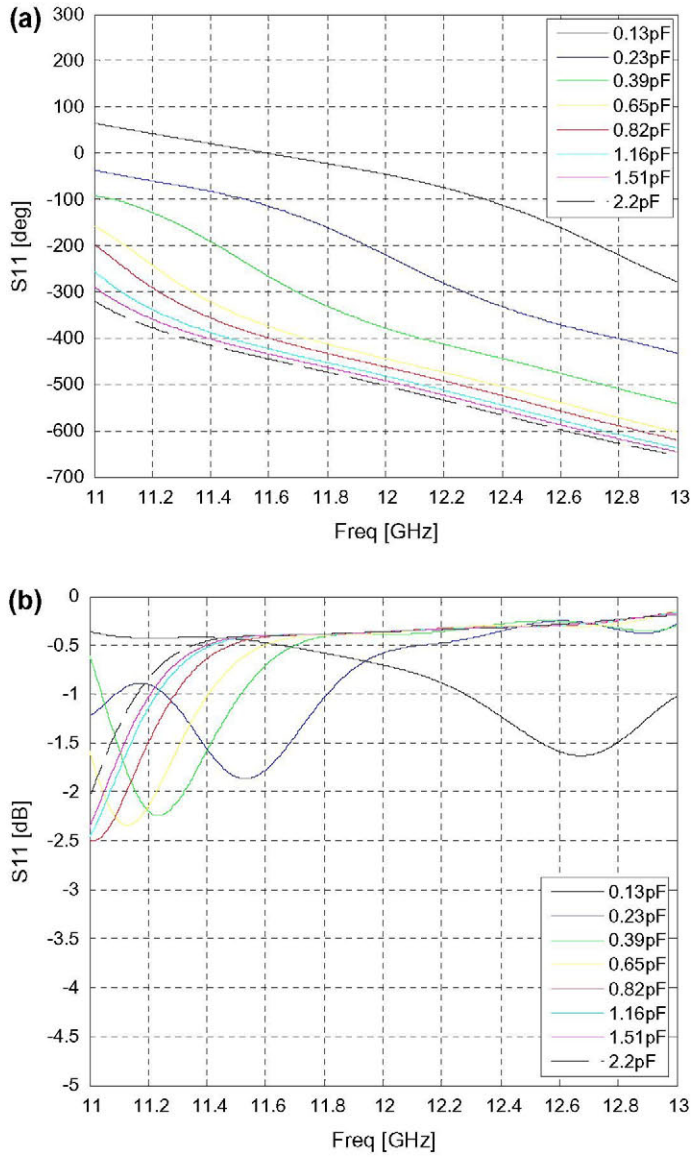 (a)
300
200
100
0
-100
-200
-300
-400
-500
-600
-700
S11 [deg]
0.13pF
0.23pF
0.39pF
0.65pF
0.82pF
1.16pF
1.51pF
2.2pF
11 11.2 11.4 11.6 11.8 12 12.2 12.4 12.6 12.8 13
Freq [GHz]
(b)
0
-0.5
-1
-1.5
-2
-2.5
-3
-3.5
-4
-4.5
-5
S11 [dB]
0.13pF
0.23pF
0.39pF
0.65pF
0.82pF
1.16pF
1.51pF
2.2pF
11 11.2 11.4 11.6 11.8 12 12.2 12.4 12.6 12.8 13
Freq [GHz]